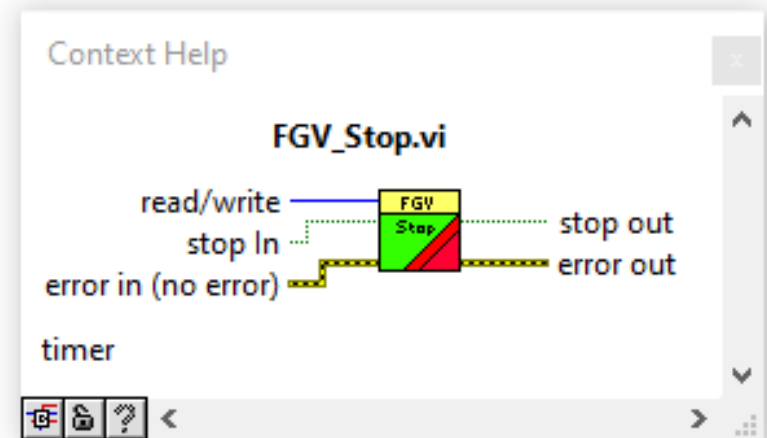 Context Help
x
FGV_Stop.vi
read/write
FGV
Stop
stop In
stop out
error in (no error)
error out
timer
?